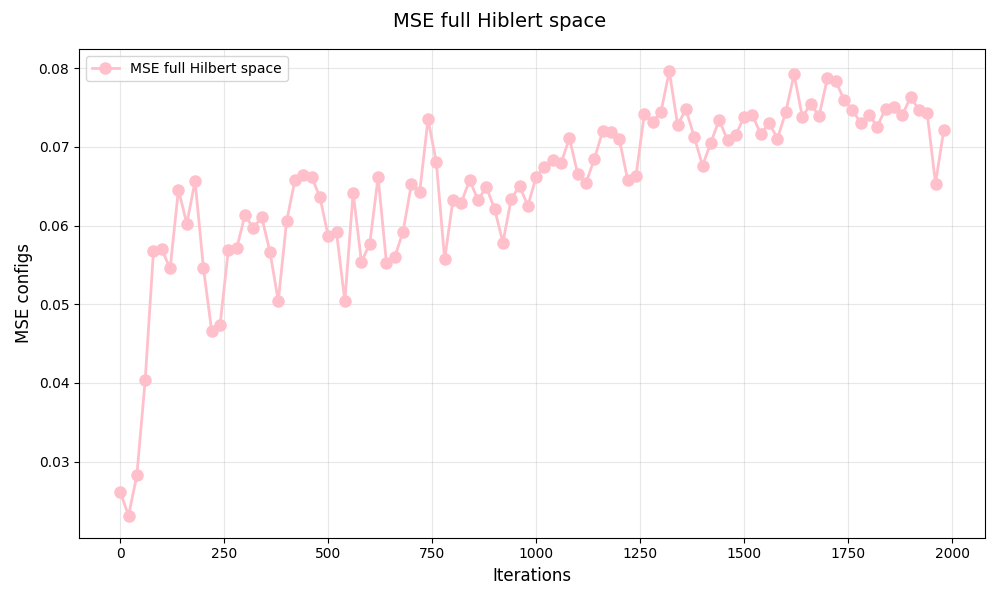 MSE full Hiblert space
MSE full Hilbert space
MSE configs
0.08
0.07
0.06
0.05
0.04
0.03
0 250 500 750 1000 1250 1500 1750 2000
Iterations